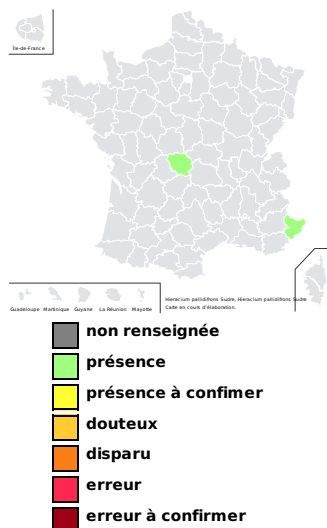 Île-de-France
Guadeloupe Martinique Guyane La Réunion Mayotte
Hieracium pallidifrons Sudre, Hieracium pallidifrons Sudre
Carte en cours d'élaboration.
non renseignée
présence
présence à confimer
douteux
disparu
erreur
erreur à confirmer